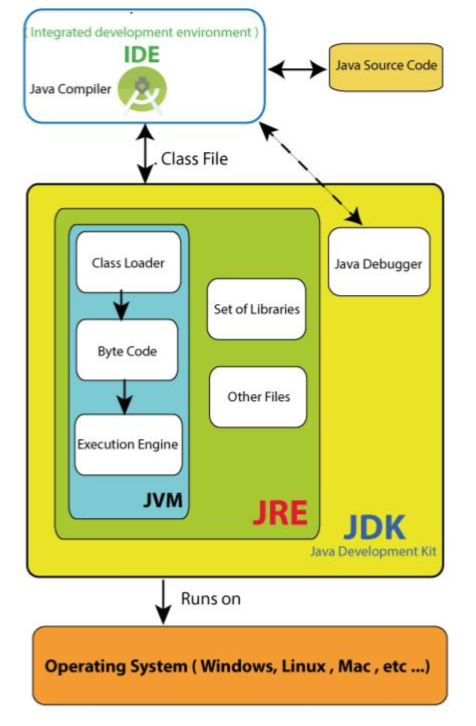 ( Integrated development environment )
IDE
Java Compiler
Java Source Code
. Class File
Class Loader
Java Debugger
Set of Libraries
Byte Code
Other Files
Execution Engine
JVM
JRE
JDK
Java Development Kit
Runs on
Operating System ( Windows, Linux , Mac , etc ...)